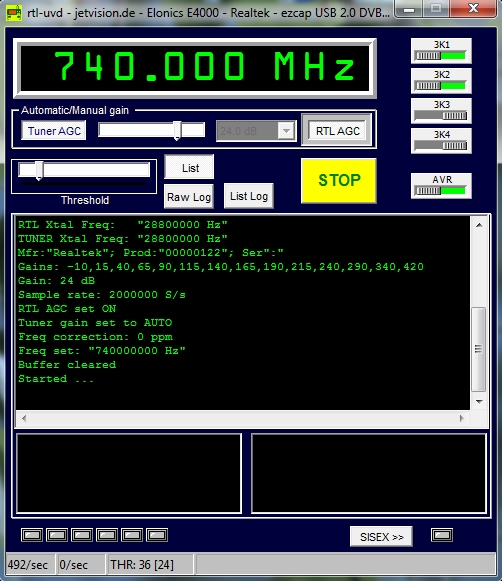 rtl-uvd - jetvision.de - Elonics E4000 - Realtek - ezcap USB 2.0 DVB...
740.000 MHz
3K1
3K2
3K3
3K4
AVR
Automatic/Manual gain
Tuner AGC
24.0 dB
RTL AGC
Threshold
List
Raw Log
List Log
STOP
RTL Xtal Freq: "28800000 Hz"
TUNER Xtal Freq: "28800000 Hz"
Mfr:"Realtek"; Prod:"00000122"; Ser":"
Gains: -10,15,40,65,90,115,140,165,190,215,240,290,340,420
Gain: 24 dB
Sample rate: 2000000 S/s
RTL AGC set ON
Tuner gain set to AUTO
Freq correction: 0 ppm
Freq set: "740000000 Hz"
Buffer cleared
Started ...
SISEX >>
492/sec 0/sec THR: 36 [24]